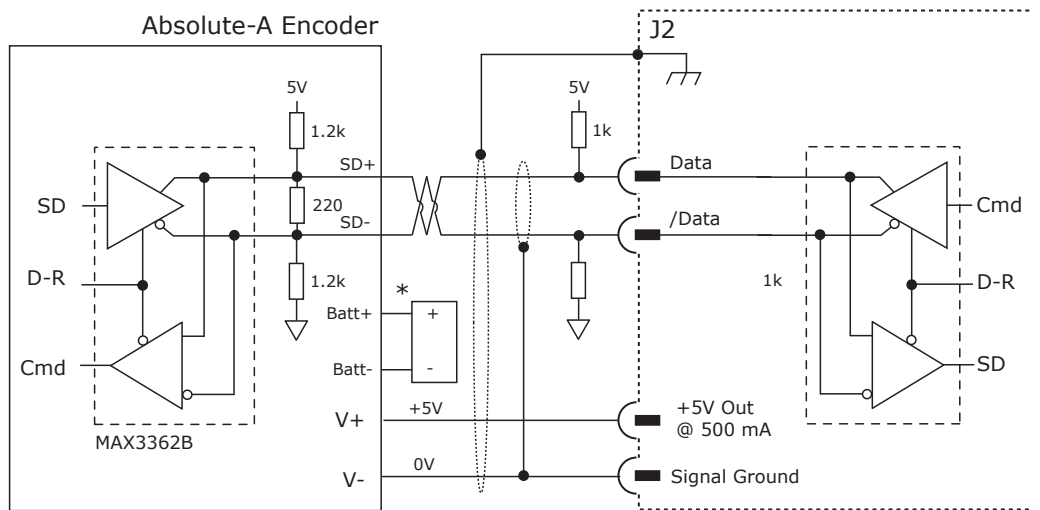 Absolute-A Encoder
J2
5V
1.2k
SD+
220
SD-
1.2k
SD
D-R
Cmd
MAX3362B
*
Batt+
+
Batt-
-
V+
+5V
V-
0V
5V
1k
Data
/Data
1k
Cmd
D-R
SD
+5V Out
@ 500 mA
Signal Ground